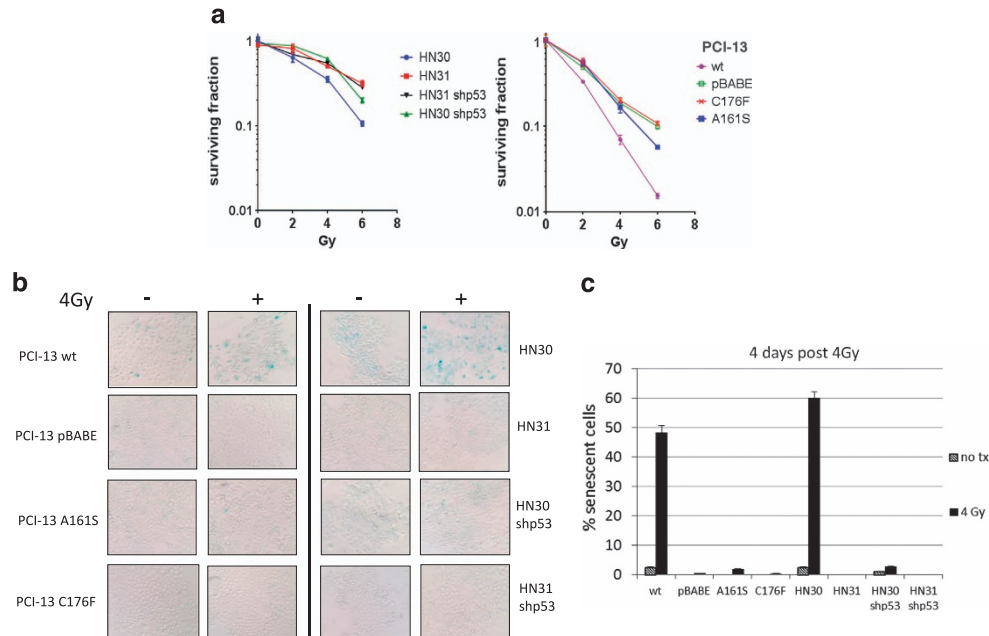 a
surviving fraction
1
0.1
0.01
0 2 4 6 8
Gy
HN30
HN31
HN31 shp53
HN30 shp53
surviving fraction
1
0.1
0.01
0 2 4 6 8
Gy
PCI-13
wt
pBABE
C176F
A161S
b
4Gy - + - +
PCI-13 wt
HN30
PCI-13 pBABE
HN31
PCI-13 A161S
HN30
shp53
PCI-13 C176F
HN31
shp53
c
4 days post 4Gy
% senescent cells
70
60
50
40
30
20
10
0
wt pBABE A161S C176F HN30 HN31 HN30 HN31
shp53 shp53
no tx
4 Gy